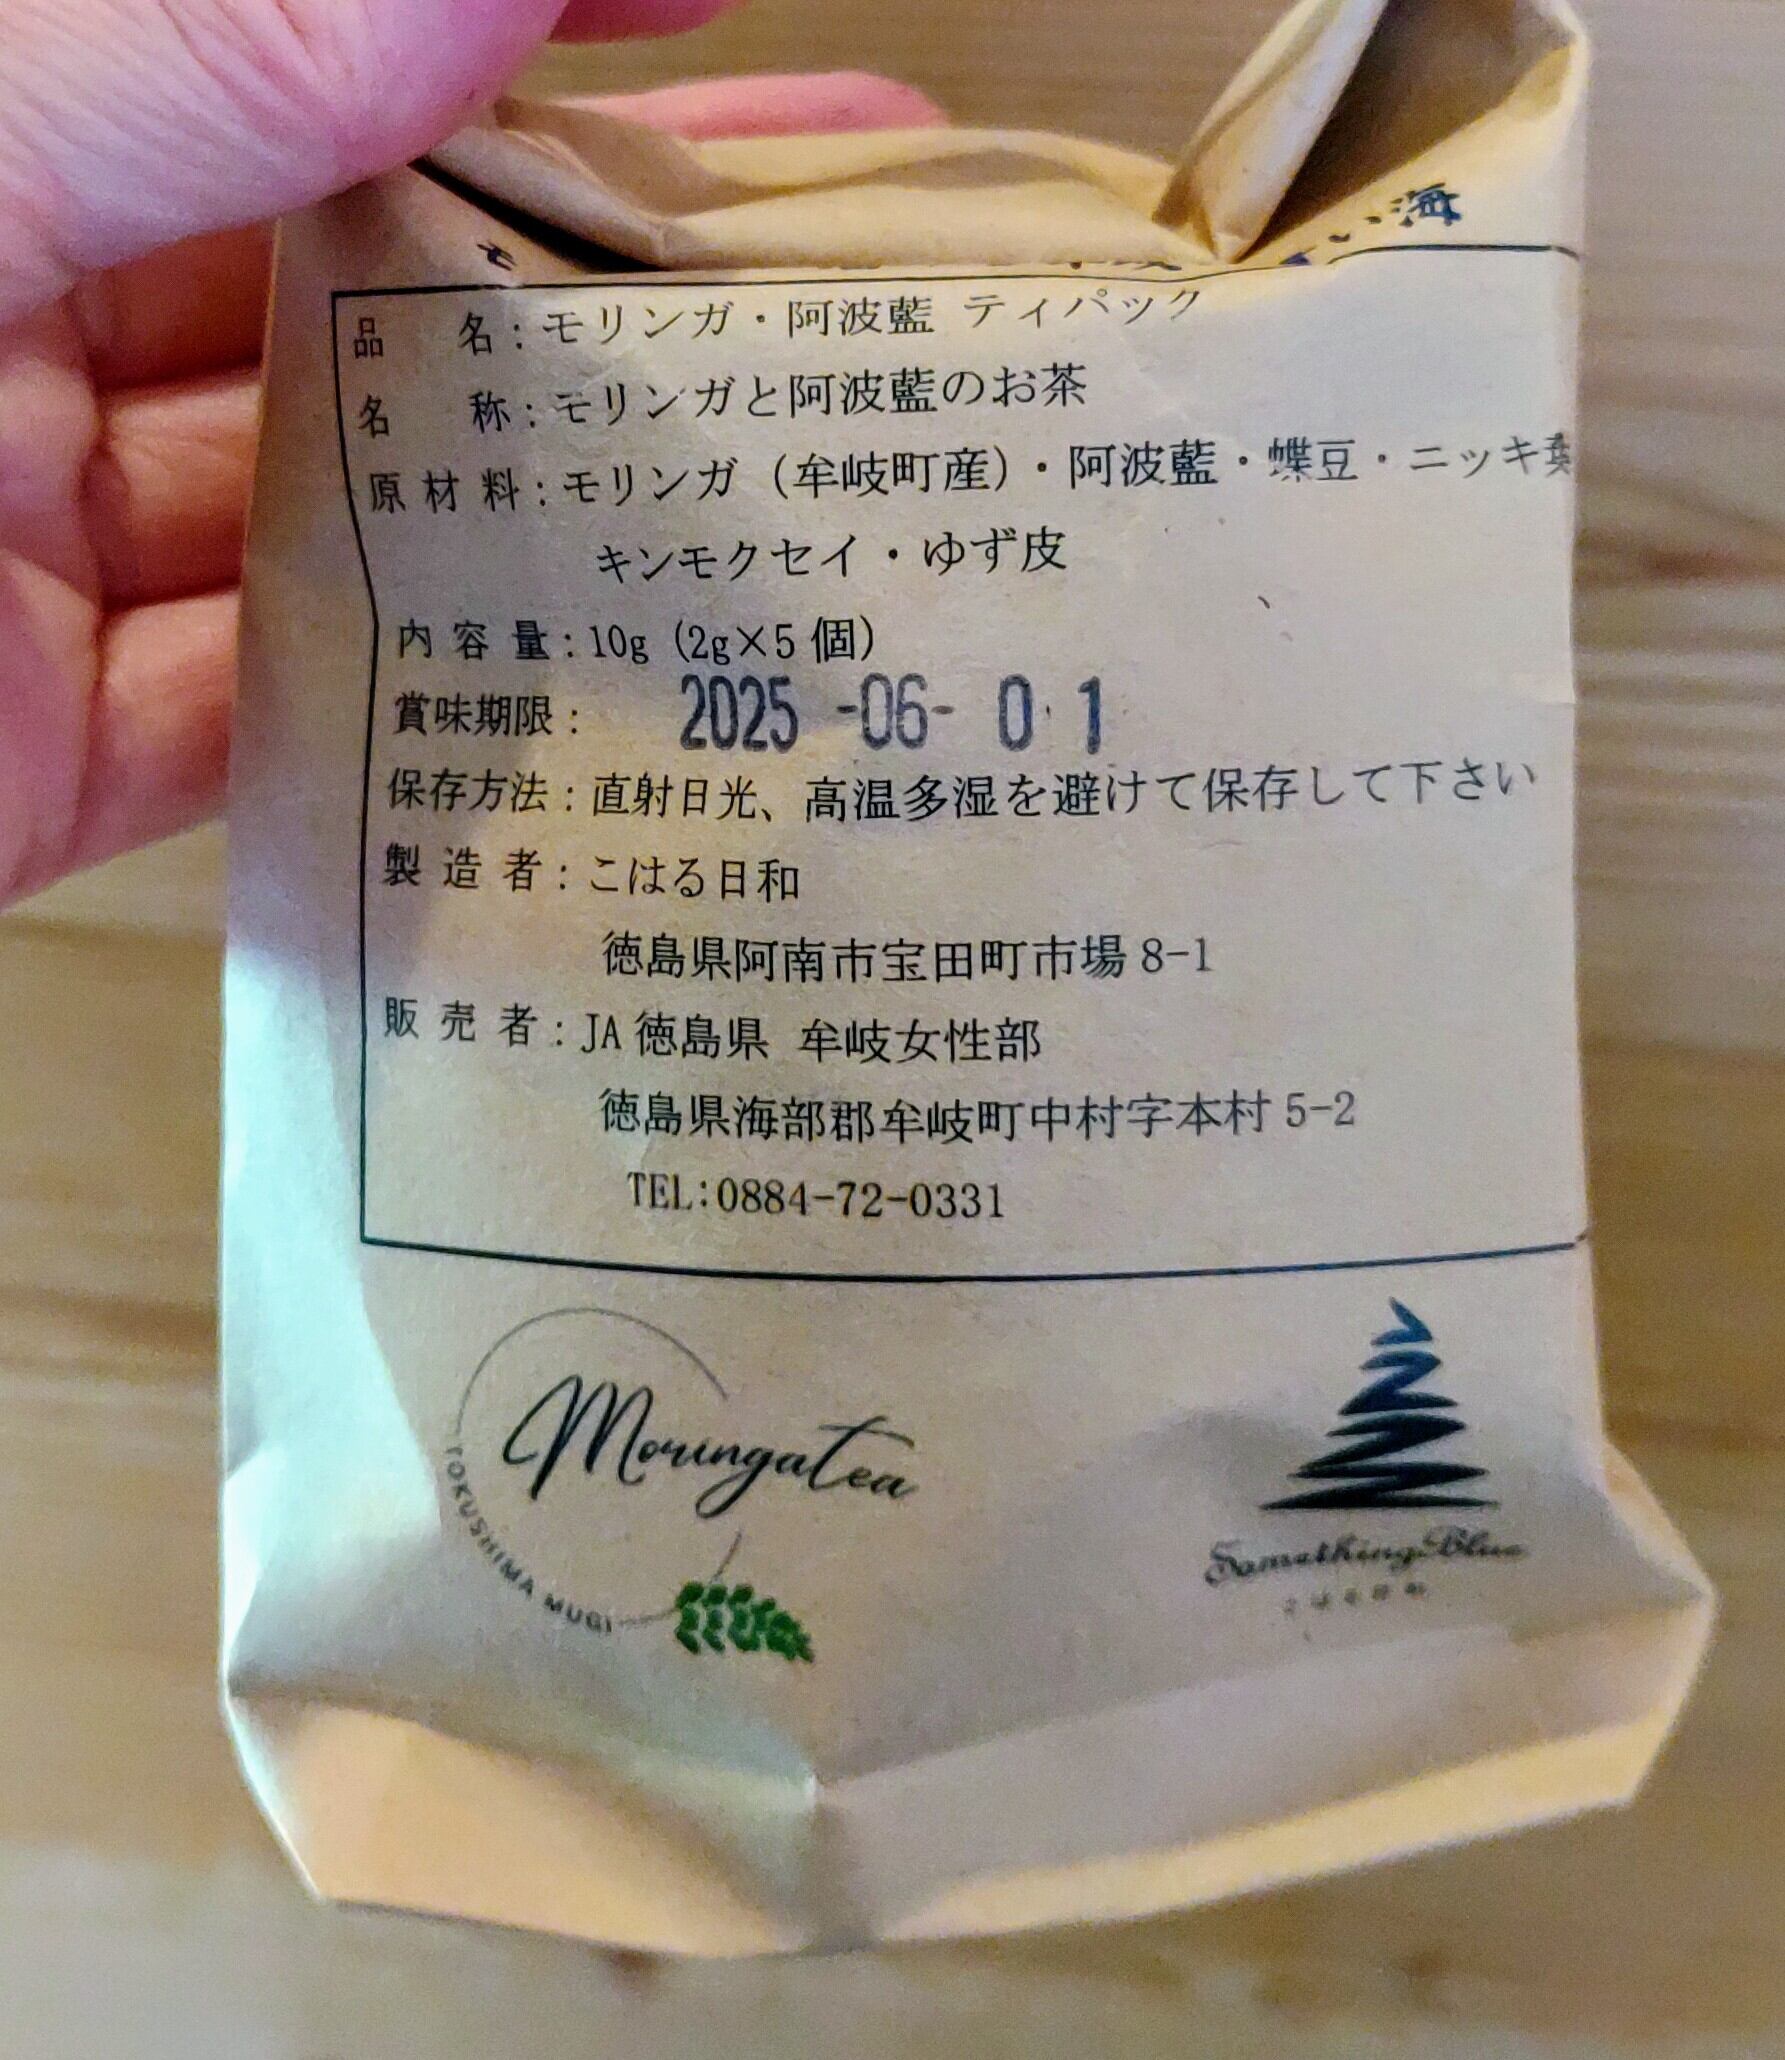 い海
品　名：モリンガ・阿波藍 ティパック
名　称：モリンガと阿波藍のお茶
原材料：モリンガ（牟岐町産）・阿波藍・蝶豆・ニッキ葉
キンモクセイ・ゆず皮
内容量：10g（2g×5個）
賞味期限： 2025-06-01
保存方法：直射日光、高温多湿を避けて保存して下さい
製造者：こはる日和
徳島県阿南市宝田町市場8-1
販売者：JA徳島県 牟岐女性部
徳島県海部郡牟岐町中村字本村5-2
TEL:0884-72-0331
Moringa Tea
TOKUSHIMA MUGI
Something Blue